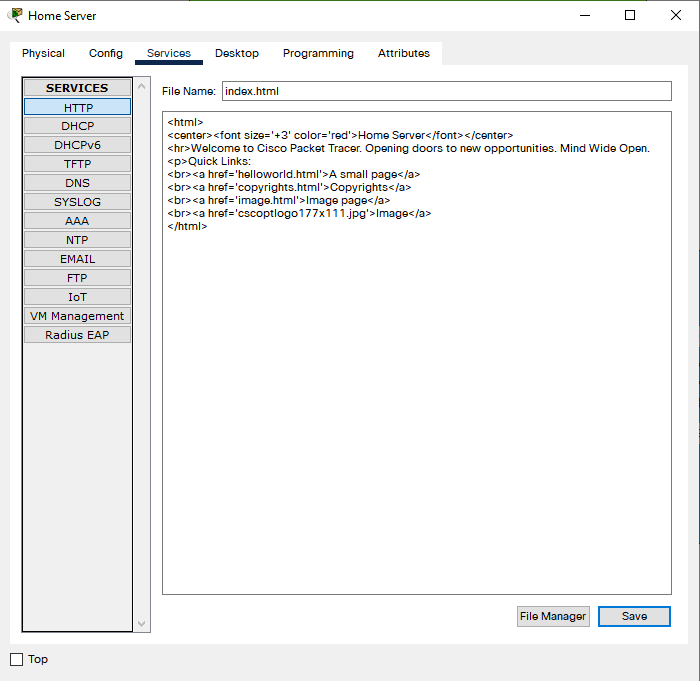 Home Server
Physical Config Services Desktop Programming Attributes
SERVICES
HTTP
DHCP
DHCPv6
TFTP
DNS
SYSLOG
AAA
NTP
EMAIL
FTP
IoT
VM Management
Radius EAP
File Name: index.html
<html>
<center><font size='+3' color='red'>Home Server</font></center>
<hr>Welcome to Cisco Packet Tracer. Opening doors to new opportunities. Mind Wide Open.
<p>Quick Links:
<br><a href='helloworld.html'>A small page</a>
<br><a href='copyrights.html'>Copyrights</a>
<br><a href='image.html'>Image page</a>
<br><a href='cscoptlogo177x111.jpg'>Image</a>
</html>
File Manager Save
Top